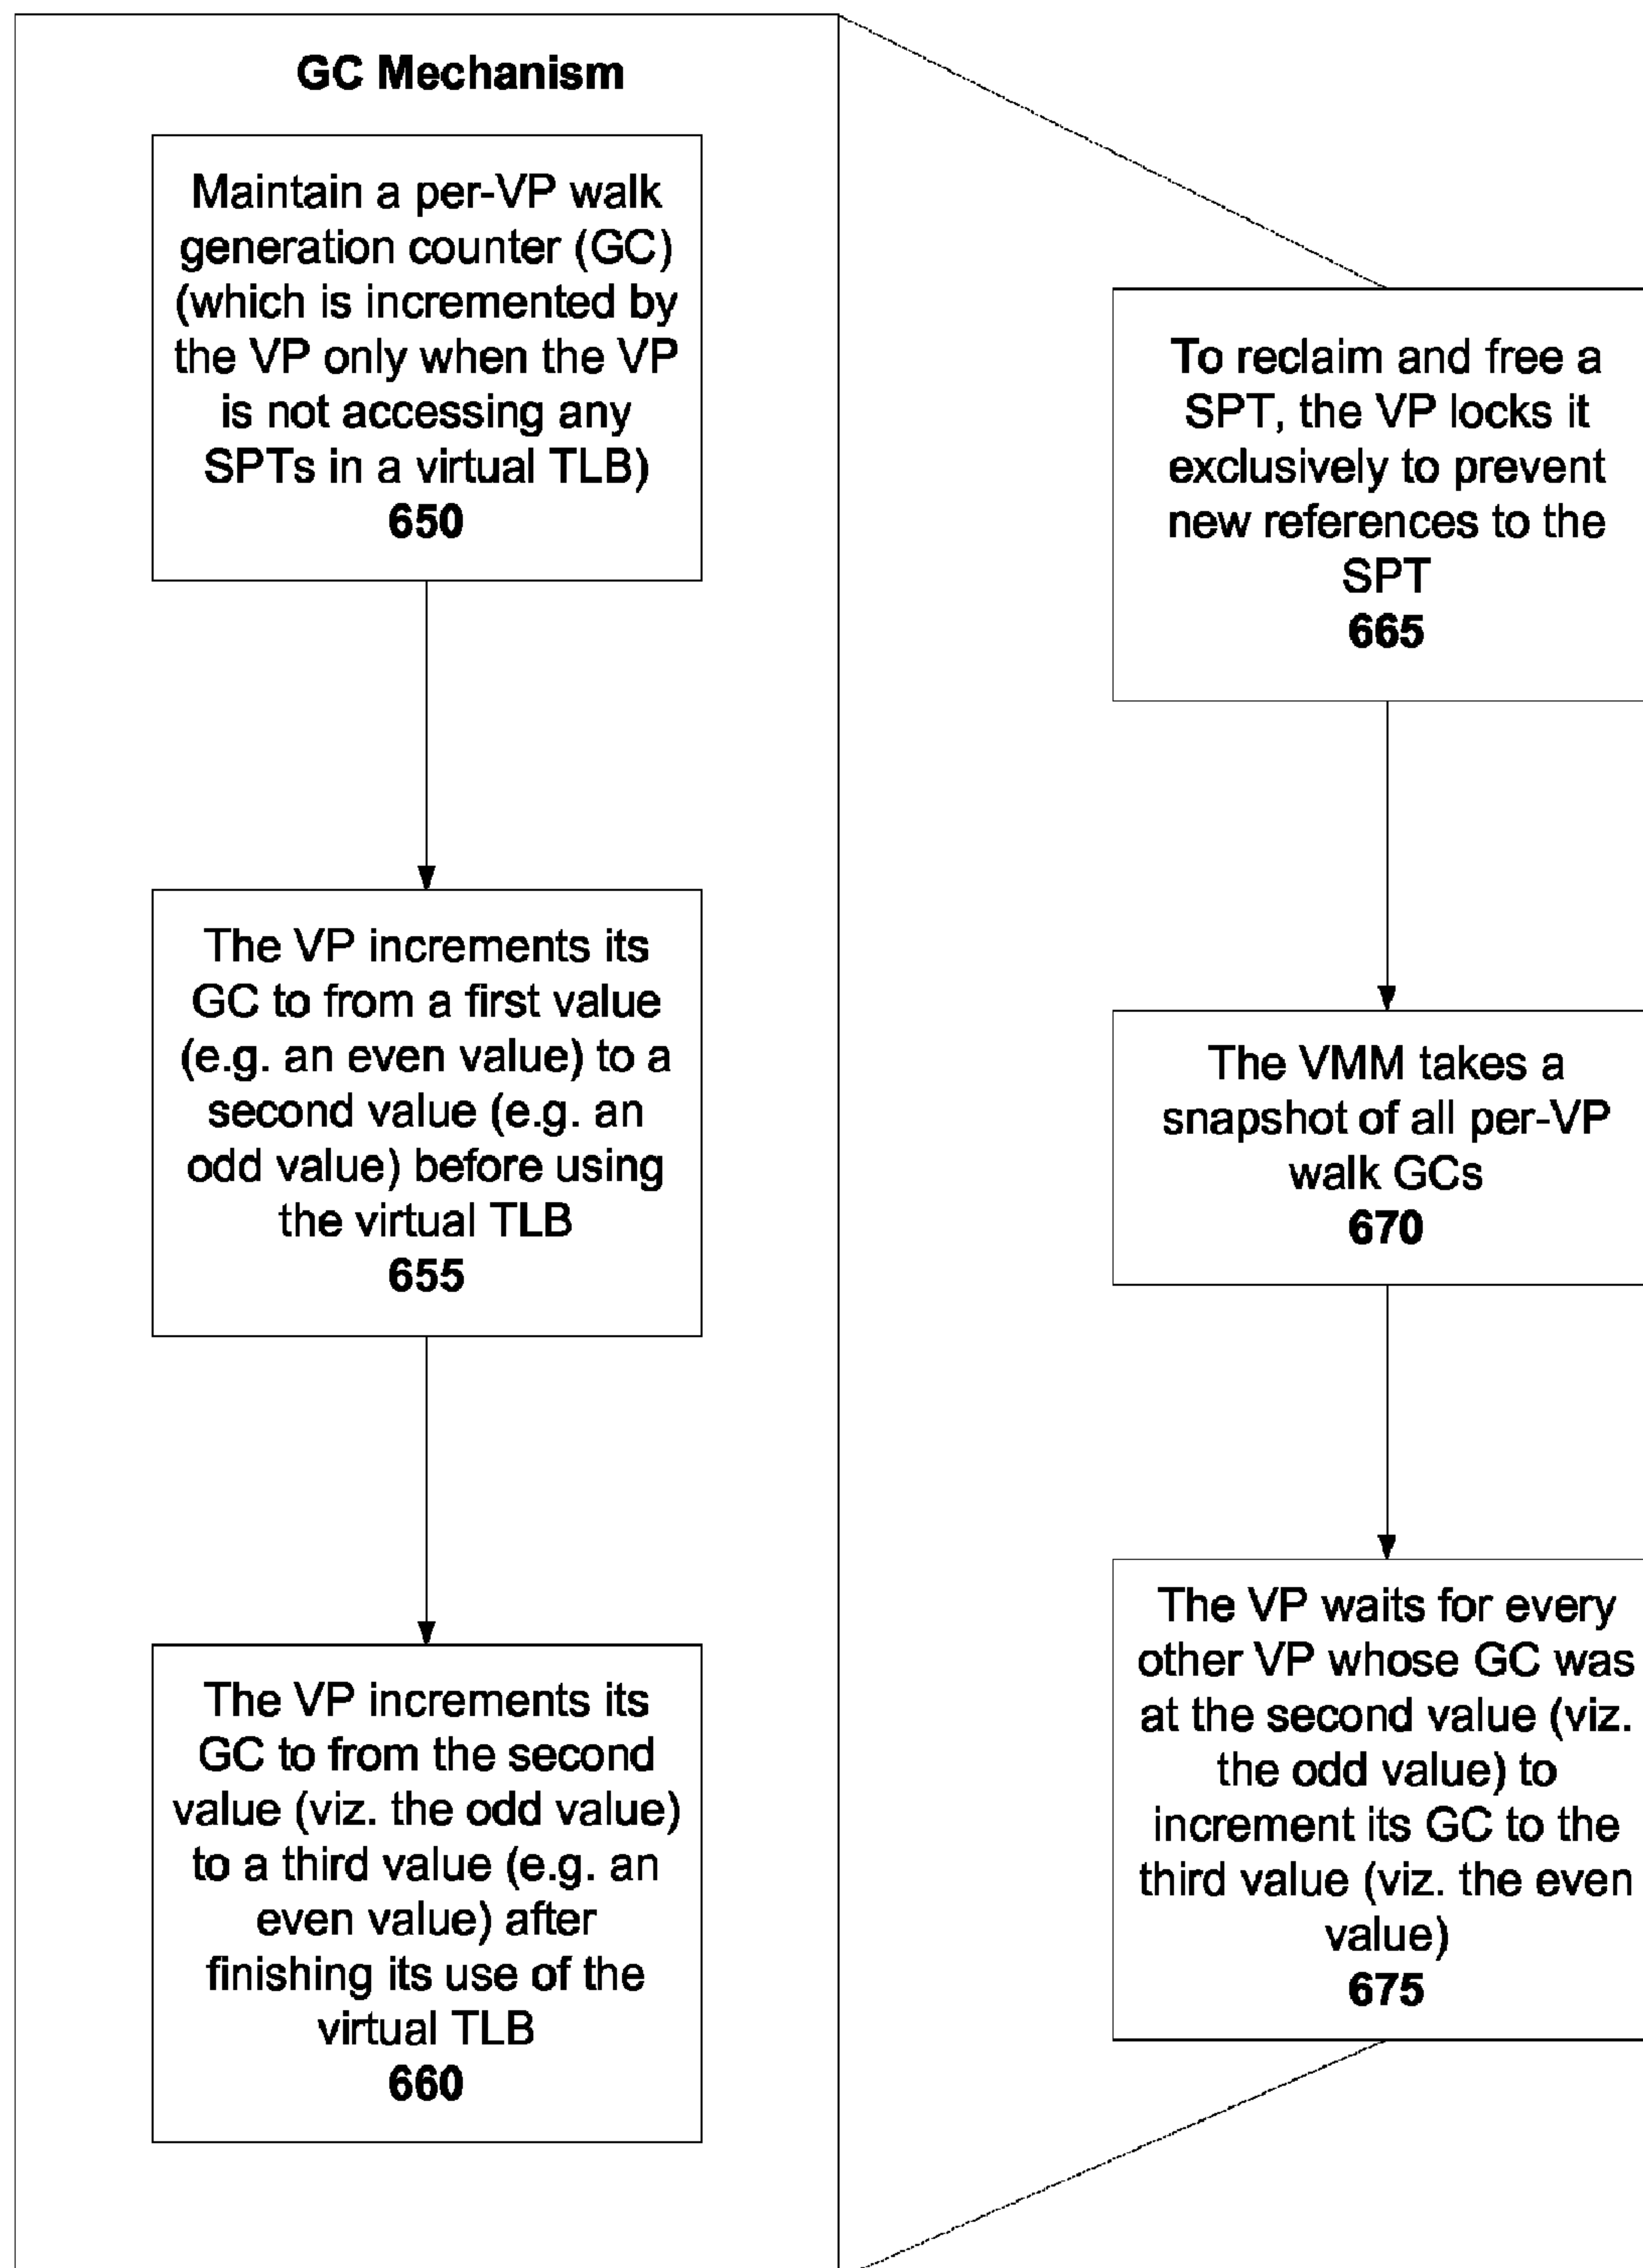 GC Mechanism
Maintain a per-VP walk
generation counter (GC)
(which is incremented by
the VP only when the VP
is not accessing any
SPTs in a virtual TLB)
650
The VP increments its
GC to from a first value
(e.g. an even value) to a
second value (e.g. an
odd value) before using
the virtual TLB
655
The VP increments its
GC to from the second
value (viz. the odd value)
to a third value (e.g. an
even value) after
finishing its use of the
virtual TLB
660
To reclaim and free a
SPT, the VP locks it
exclusively to prevent
new references to the
SPT
665
The VMM takes a
snapshot of all per-VP
walk GCs
670
The VP waits for every
other VP whose GC was
at the second value (viz.
the odd value) to
increment its GC to the
third value (viz. the even
value)
675